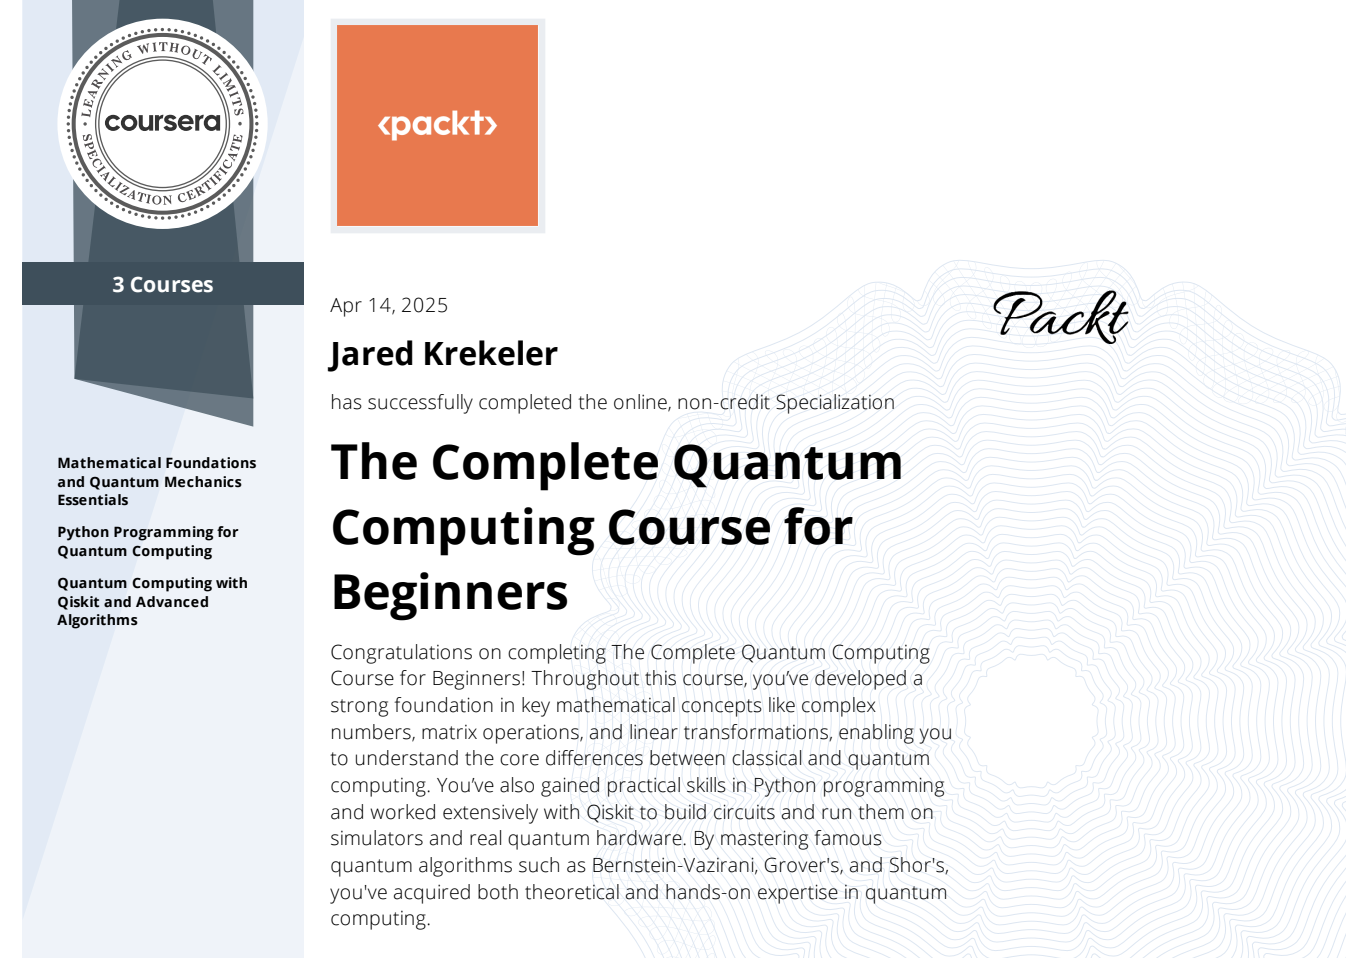 LEARNING WITHOUT LIMITS
coursera
SPECIALIZATION CERTIFICATE
3 Courses
Mathematical Foundations
and Quantum Mechanics
Essentials
Python Programming for
Quantum Computing
Quantum Computing with
Qiskit and Advanced
Algorithms
<packt>
Apr 14, 2025
Packt
Jared Krekeler
has successfully completed the online, non-credit Specialization
The Complete Quantum
Computing Course for
Beginners
Congratulations on completing The Complete Quantum Computing
Course for Beginners! Throughout this course, you’ve developed a
strong foundation in key mathematical concepts like complex
numbers, matrix operations, and linear transformations, enabling you
to understand the core differences between classical and quantum
computing. You’ve also gained practical skills in Python programming
and worked extensively with Qiskit to build circuits and run them on
simulators and real quantum hardware. By mastering famous
quantum algorithms such as Bernstein-Vazirani, Grover's, and Shor's,
you've acquired both theoretical and hands-on expertise in quantum
computing.